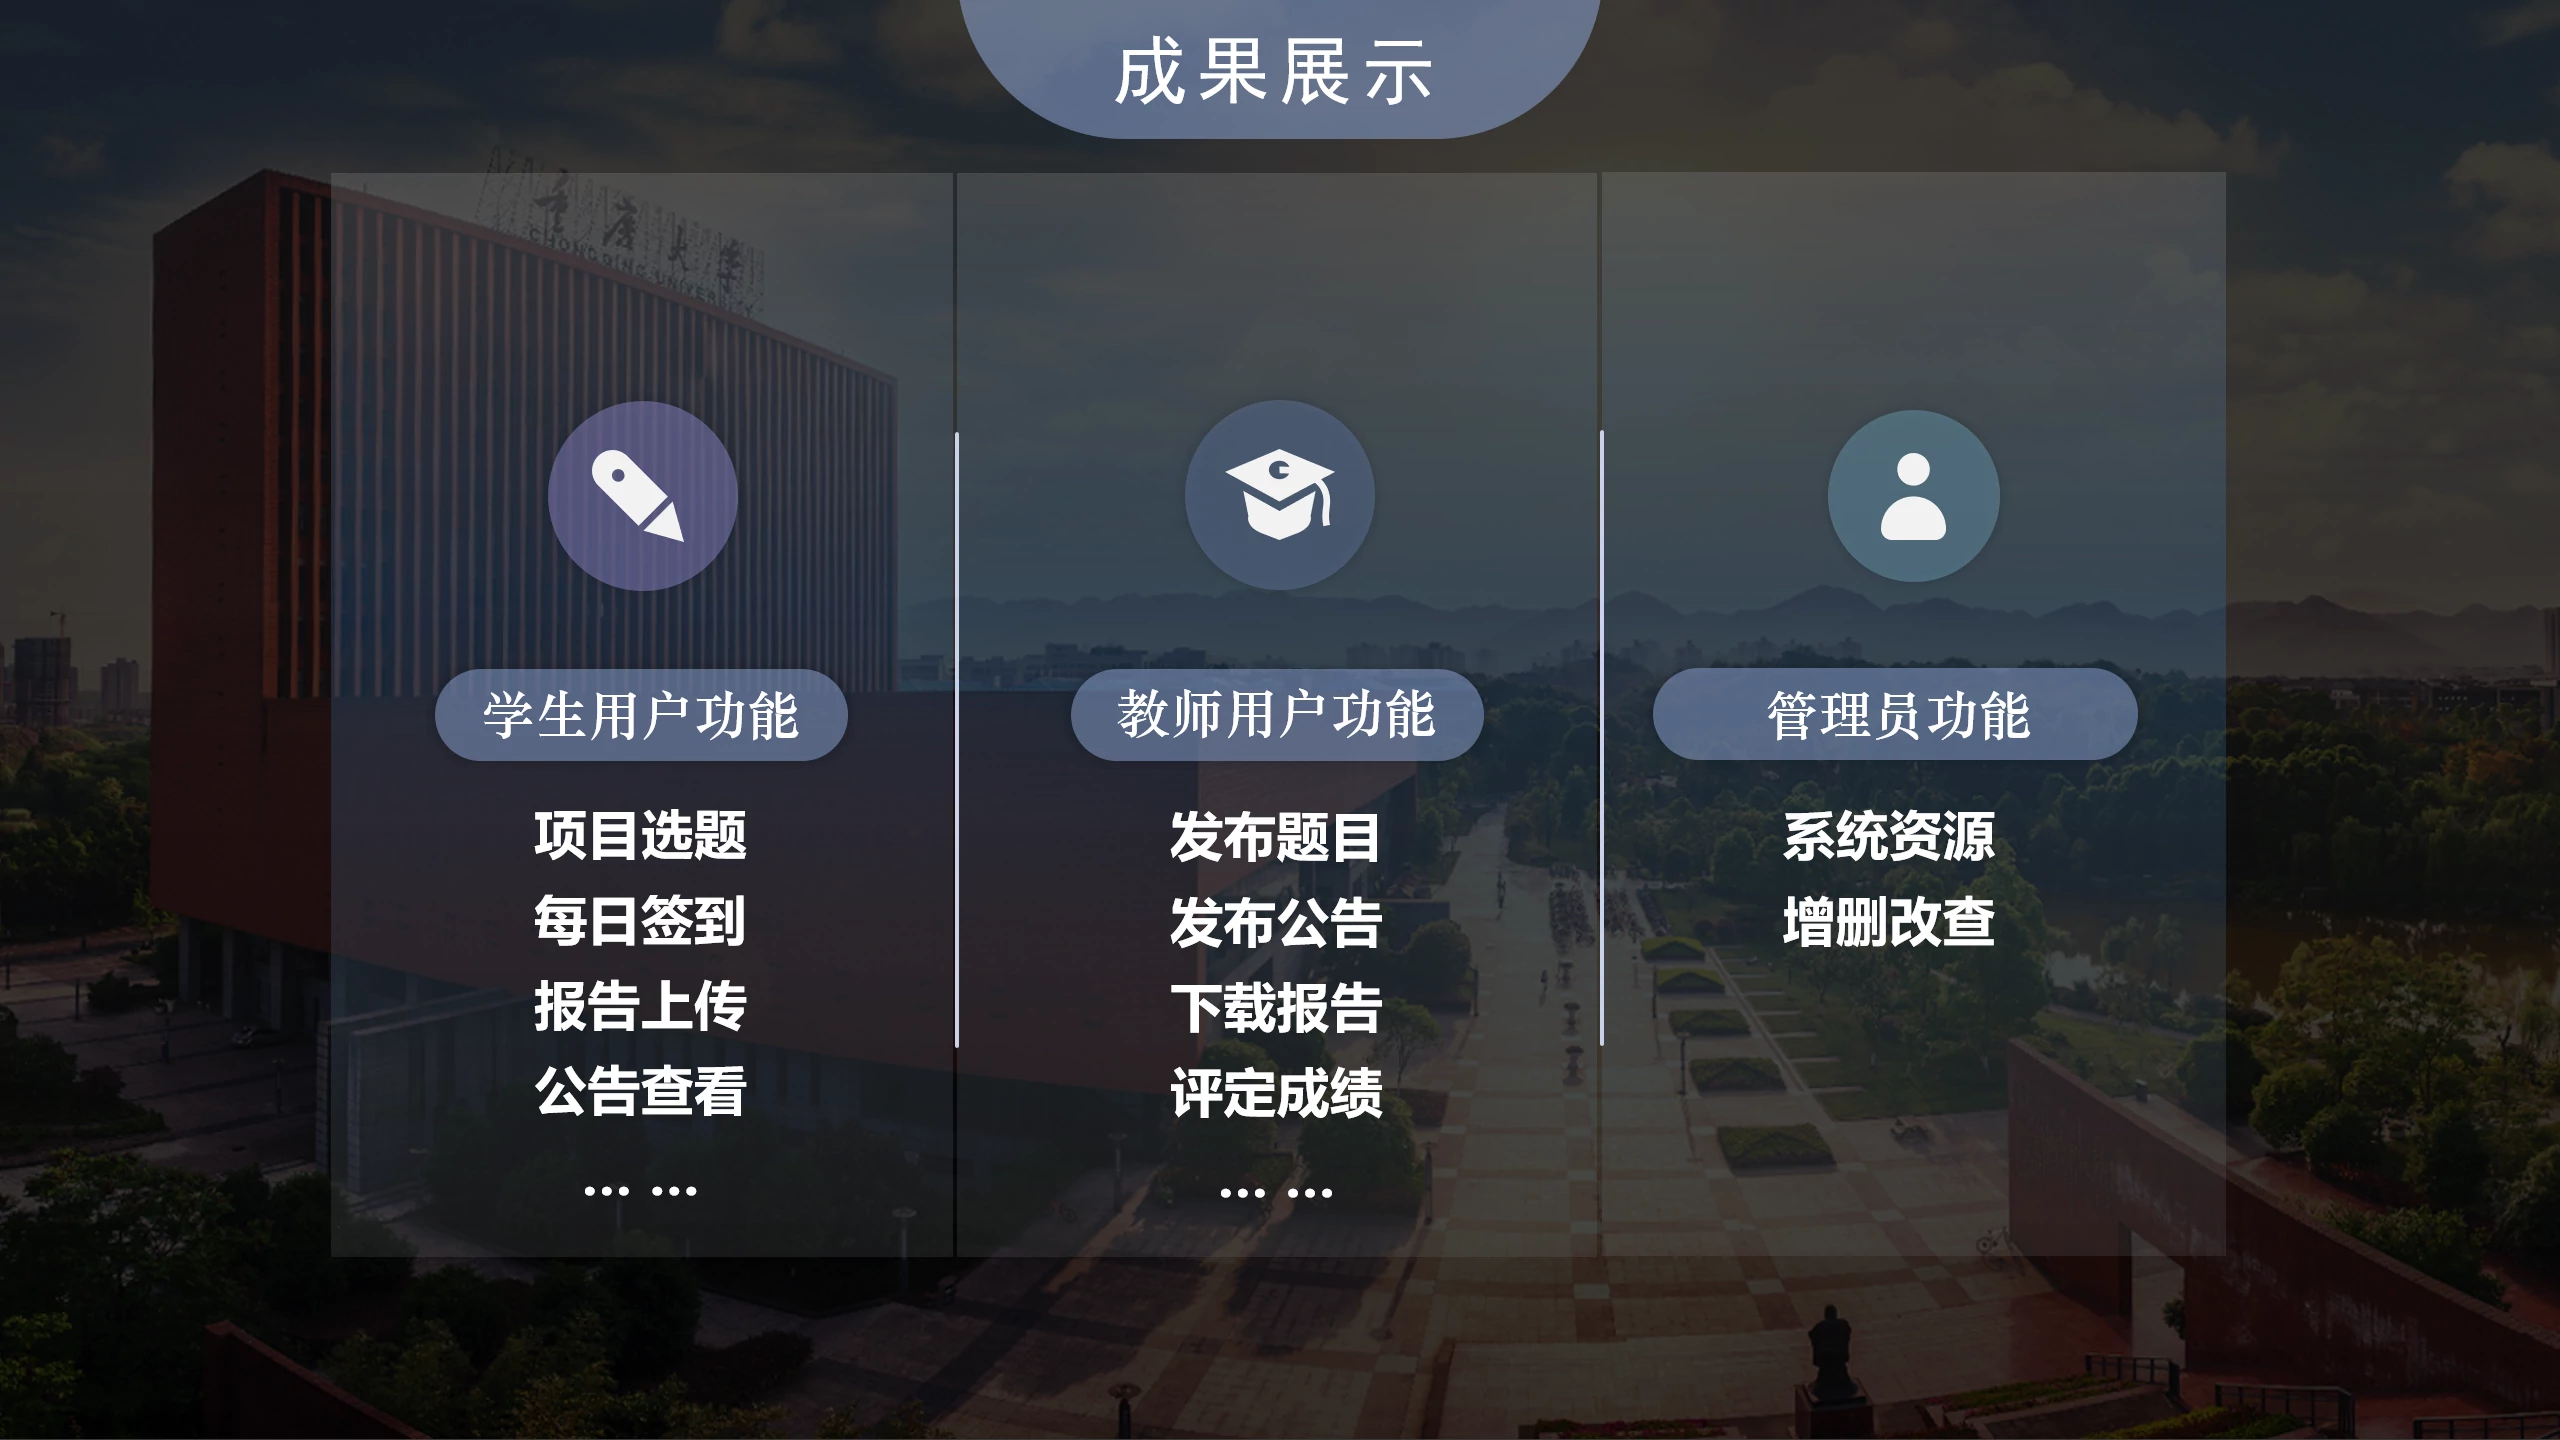 成果展示
重庆大学
CHONGQING UNIVERSITY
学生用户功能
项目选题
每日签到
报告上传
公告查看
... ...
教师用户功能
发布题目
发布公告
下载报告
评定成绩
... ...
管理员功能
系统资源
增删改查